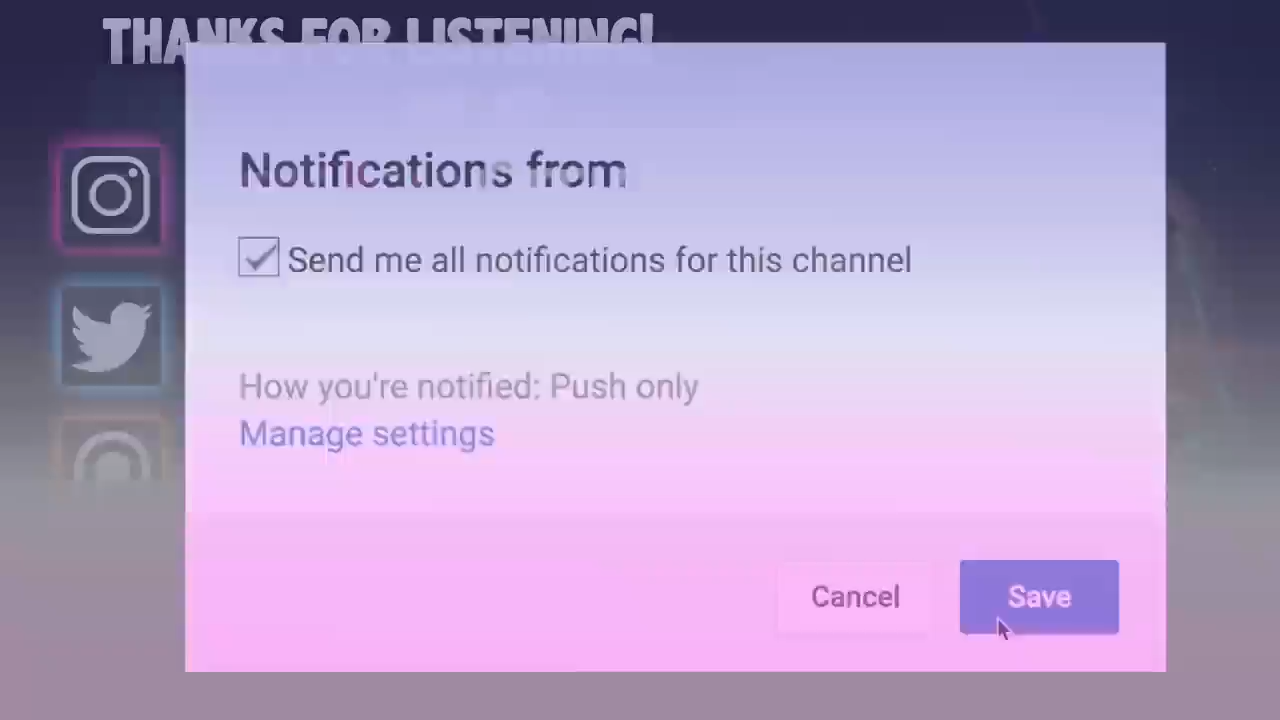 THANKS FOR LISTENING!
Notifications from
Send me all notifications for this channel
How you're notified: Push only
Manage settings
Cancel
Save